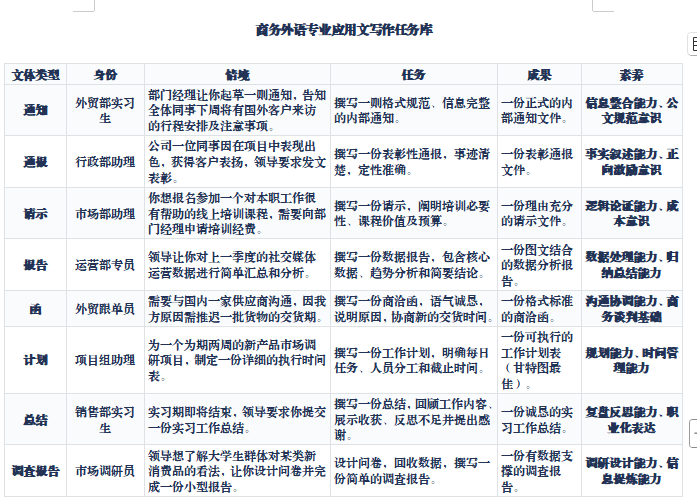 商务外语专业应用文写作任务库
文体类型 身份 情境 任务 成果 素养
通知
外贸部实习
生
部门经理让你起草一则通知，告知
全体同事下周将有国外客户来访
的行程安排及注意事项。
撰写一则格式规范、信息完整
的内部通知。
一份正式的内
部通知文件。
信息整合能力、公
文规范意识
通报
行政部助理
公司一位同事因在项目中表现出
色，获得客户表扬，领导要求发文
表彰。
撰写一份表彰性通报，事迹清
楚，定性准确。
一份表彰通报
文件。
事实叙述能力、正
向激励意识
请示
市场部助理
你想报名参加一个对本职工作很
有帮助的线上培训课程，需要向部
门经理申请培训经费。
撰写一份请示，阐明培训必要
性、课程价值及预算。
一份理由充分
的请示文件。
逻辑论证能力、成
本意识
报告
运营部专员
领导让你对上一季度的社交媒体
运营数据进行简单汇总和分析。
撰写一份数据报告，包含核心
数据、趋势分析和简要结论。
一份图文结合
的数据分析报
告。
数据处理能力、归
纳总结能力
函
外贸跟单员
需要与国内一家供应商沟通，因我
方原因需推迟一批货物的交货期。
撰写一份商洽函，语气诚恳，
说明原因，协商新的交货时间。
一份格式标准
的商洽函。
沟通协调能力、商
务谈判基础
计划
项目组助理
为一个为期两周的新产品市场调
研项目，制定一份详细的执行时间
表。
撰写一份工作计划，明确每日
任务、人员分工和截止时间。
一份可执行的
工作计划表
（甘特图最
佳）。
规划能力、时间管
理能力
总结
销售部实习
生
实习期即将结束，领导要求你提交
一份实习工作总结。
撰写一份总结，回顾工作内容、
展示收获、反思不足并提出感
谢。
一份诚恳的实
习工作总结。
复盘反思能力、职
业化表达
调查报告
市场调研员
领导想了解大学生群体对某类新
消费品的看法，让你设计问卷并完
成一份小型报告。
设计问卷，回收数据，撰写一
份简单的调查报告。
一份有数据支
撑的调查报
告。
调研设计能力、信
息提炼能力